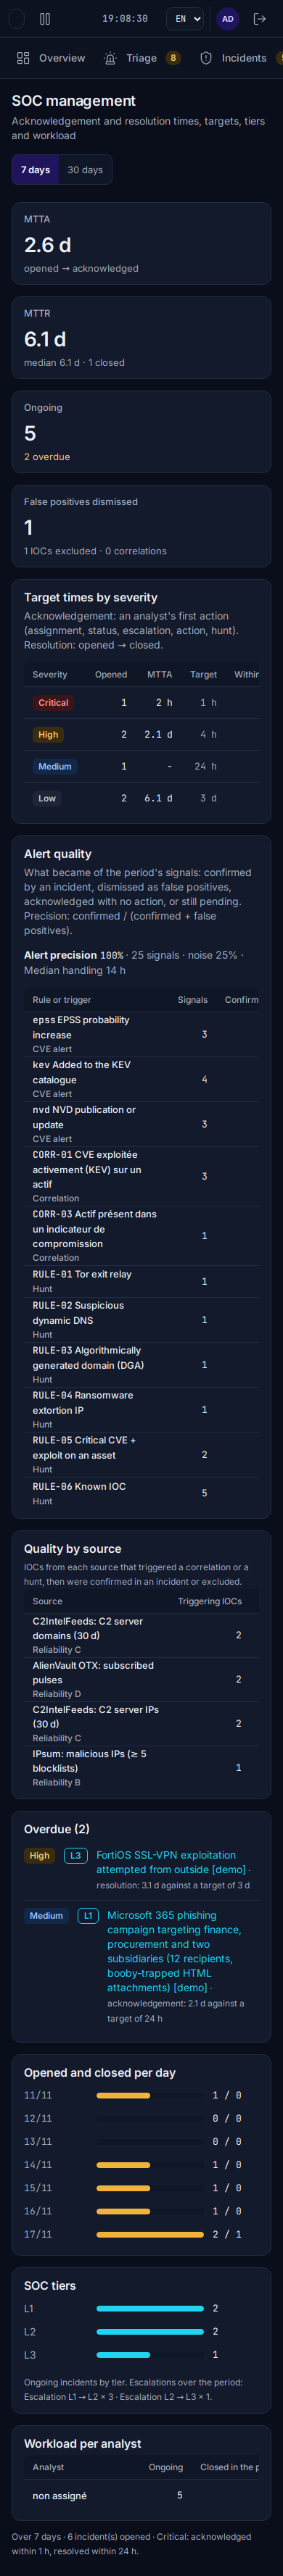 19:08:30
EN
AD
Overview
Triage
8
Incidents
SOC management
Acknowledgement and resolution times, targets, tiers
and workload
7 days
30 days
MTTA
2.6 d
opened → acknowledged
MTTR
6.1 d
median 6.1 d · 1 closed
Ongoing
5
2 overdue
False positives dismissed
1
1 IOCs excluded · 0 correlations
Target times by severity
Acknowledgement: an analyst's first action
(assignment, status, escalation, action, hunt).
Resolution: opened → closed.
Severity Opened MTTA Target Within
Critical 1 2 h 1 h
High 2 2.1 d 4 h
Medium 1 - 24 h
Low 2 6.1 d 3 d
Alert quality
What became of the period's signals: confirmed
by an incident, dismissed as false positives,
acknowledged with no action, or still pending.
Precision: confirmed / (confirmed + false
positives).
Alert precision 100% · 25 signals · noise 25% ·
Median handling 14 h
Rule or trigger Signals Confirm
epss EPSS probability
increase
CVE alert
3
kev Added to the KEV
catalogue
CVE alert
4
nvd NVD publication or
update
CVE alert
3
CORR-01 CVE exploitée
activement (KEV) sur un
actif
Correlation
3
CORR-03 Actif présent dans
un indicateur de
compromission
Correlation
1
RULE-01 Tor exit relay
Hunt
1
RULE-02 Suspicious
dynamic DNS
Hunt
1
RULE-03 Algorithmically
generated domain (DGA)
Hunt
1
RULE-04 Ransomware
extortion IP
Hunt
1
RULE-05 Critical CVE +
exploit on an asset
Hunt
2
RULE-06 Known IOC
Hunt
5
Quality by source
IOCs from each source that triggered a correlation or a
hunt, then were confirmed in an incident or excluded.
Source Triggering IOCs
C2IntelFeeds: C2 server
domains (30 d)
Reliability C
2
AlienVault OTX: subscribed
pulses
Reliability D
2
C2IntelFeeds: C2 server IPs
(30 d)
Reliability C
2
IPsum: malicious IPs (≥ 5
blocklists)
Reliability B
1
Overdue (2)
High L3 FortiOS SSL-VPN exploitation
attempted from outside [demo] ·
resolution: 3.1 d against a target of 3 d
Medium L1 Microsoft 365 phishing
campaign targeting finance,
procurement and two
subsidiaries (12 recipients,
booby-trapped HTML
attachments) [demo] ·
acknowledgement: 2.1 d against a
target of 24 h
Opened and closed per day
11/11 1 / 0
12/11 0 / 0
13/11 0 / 0
14/11 1 / 0
15/11 1 / 0
16/11 1 / 0
17/11 2 / 1
SOC tiers
L1 2
L2 2
L3 1
Ongoing incidents by tier. Escalations over the period:
Escalation L1 → L2 × 3 · Escalation L2 → L3 × 1.
Workload per analyst
Analyst Ongoing Closed in the p
non assigné 5
Over 7 days · 6 incident(s) opened · Critical: acknowledged
within 1 h, resolved within 24 h.